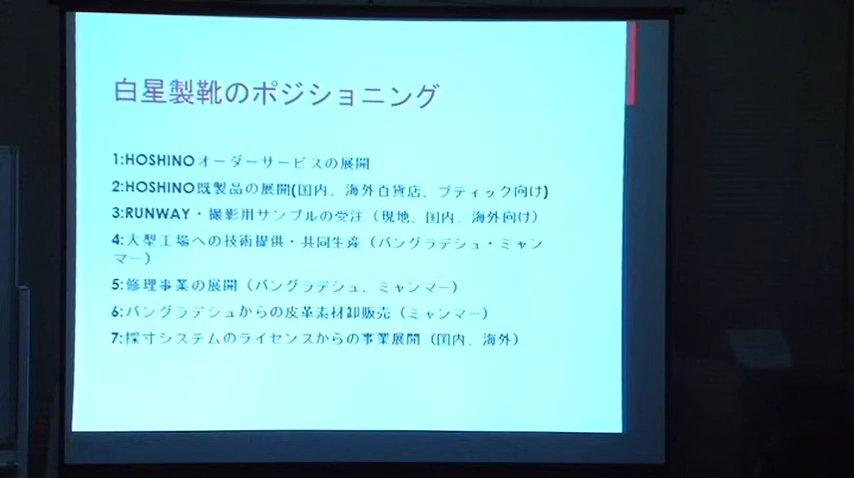 白星製靴のポジショニング
1:HOSHINOオーダーサービスの展開
2:HOSHINO既製品の展開(国内、海外百貨店、ブティック向け)
3:RUNWAY・撮影用サンプルの受注（現地、国内、海外向け）
4:大型工場への技術提供・共同生産（バングラデシュ・ミャン
マー）
5:修理事業の展開（バングラデシュ、ミャンマー）
6:バングラデシュからの皮革素材卸販売（ミャンマー）
7:採寸システムのライセンスからの事業展開（国内、海外）